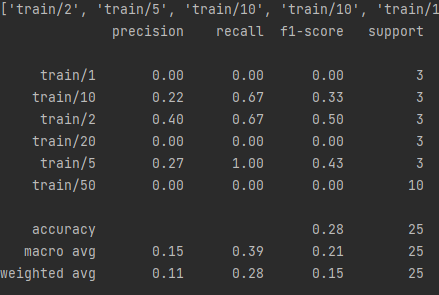 ['train/2', 'train/5', 'train/10', 'train/10', 'train/1
precision recall f1-score support
train/1 0.00 0.00 0.00 3
train/10 0.22 0.67 0.33 3
train/2 0.40 0.67 0.50 3
train/20 0.00 0.00 0.00 3
train/5 0.27 1.00 0.43 3
train/50 0.00 0.00 0.00 10
accuracy 0.28 25
macro avg 0.15 0.39 0.21 25
weighted avg 0.11 0.28 0.15 25